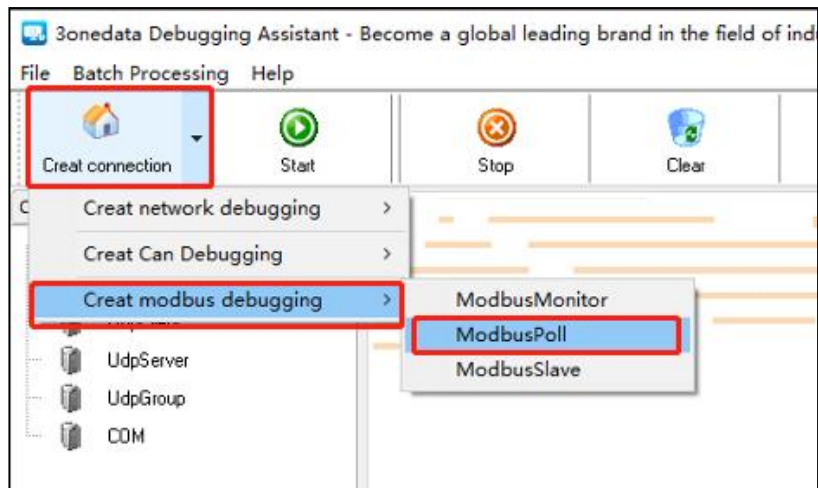 3onedata Debugging Assistant - Become a global leading brand in the field of ind
File Batch Processing Help
Creat connection Start Stop Clear
Creat network debugging
Creat Can Debugging
Creat modbus debugging
ModbusMonitor
ModbusPoll
ModbusSlave
UdpServer
UdpGroup
COM